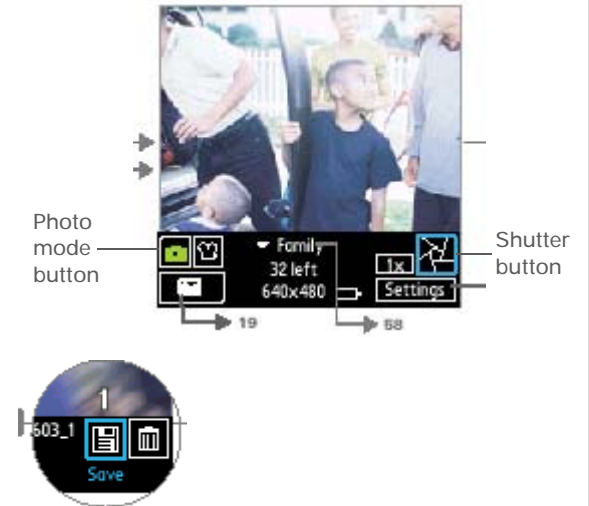 Photo
mode
button
Family
32 left
640x480
1x
Settings
Shutter
button
19
68
1
603_1
Save